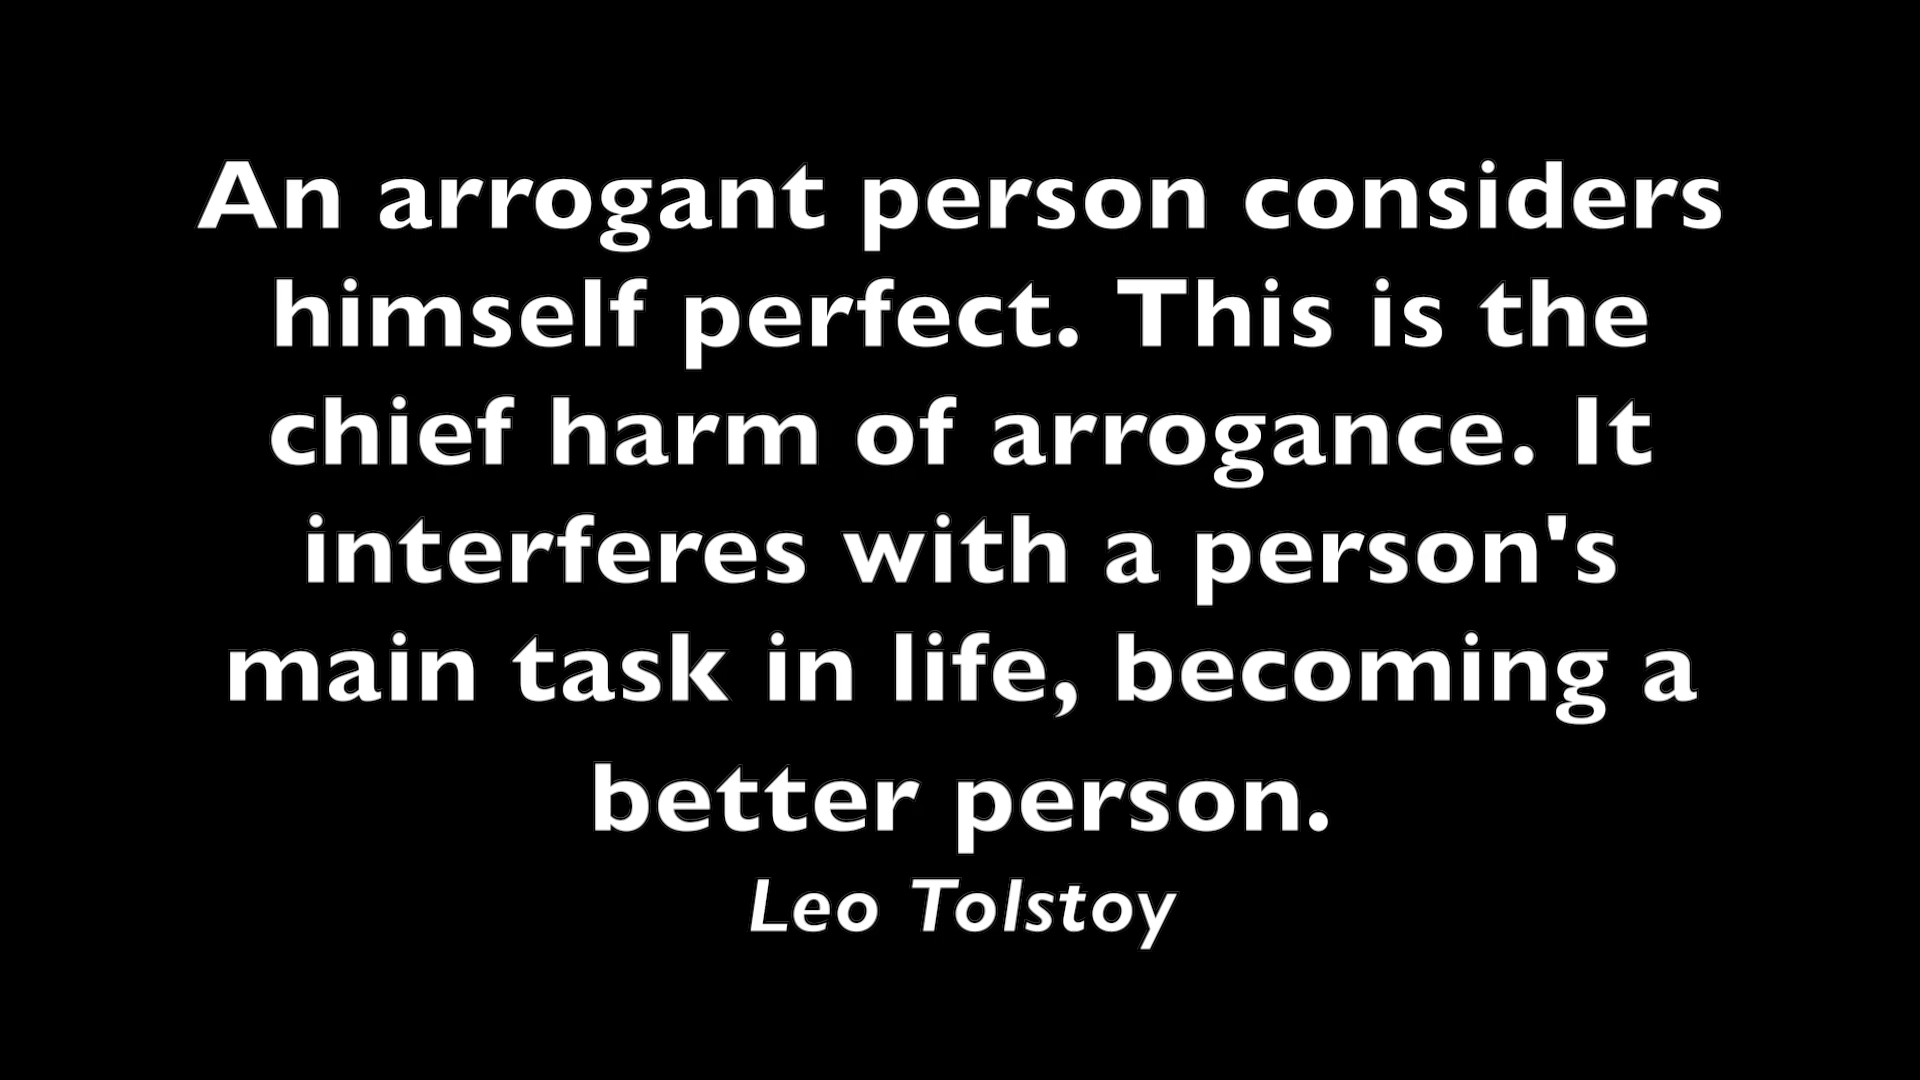 An arrogant person considers
himself perfect. This is the
chief harm of arrogance. It
interferes with a person's
main task in life, becoming a
better person.
Leo Tolstoy